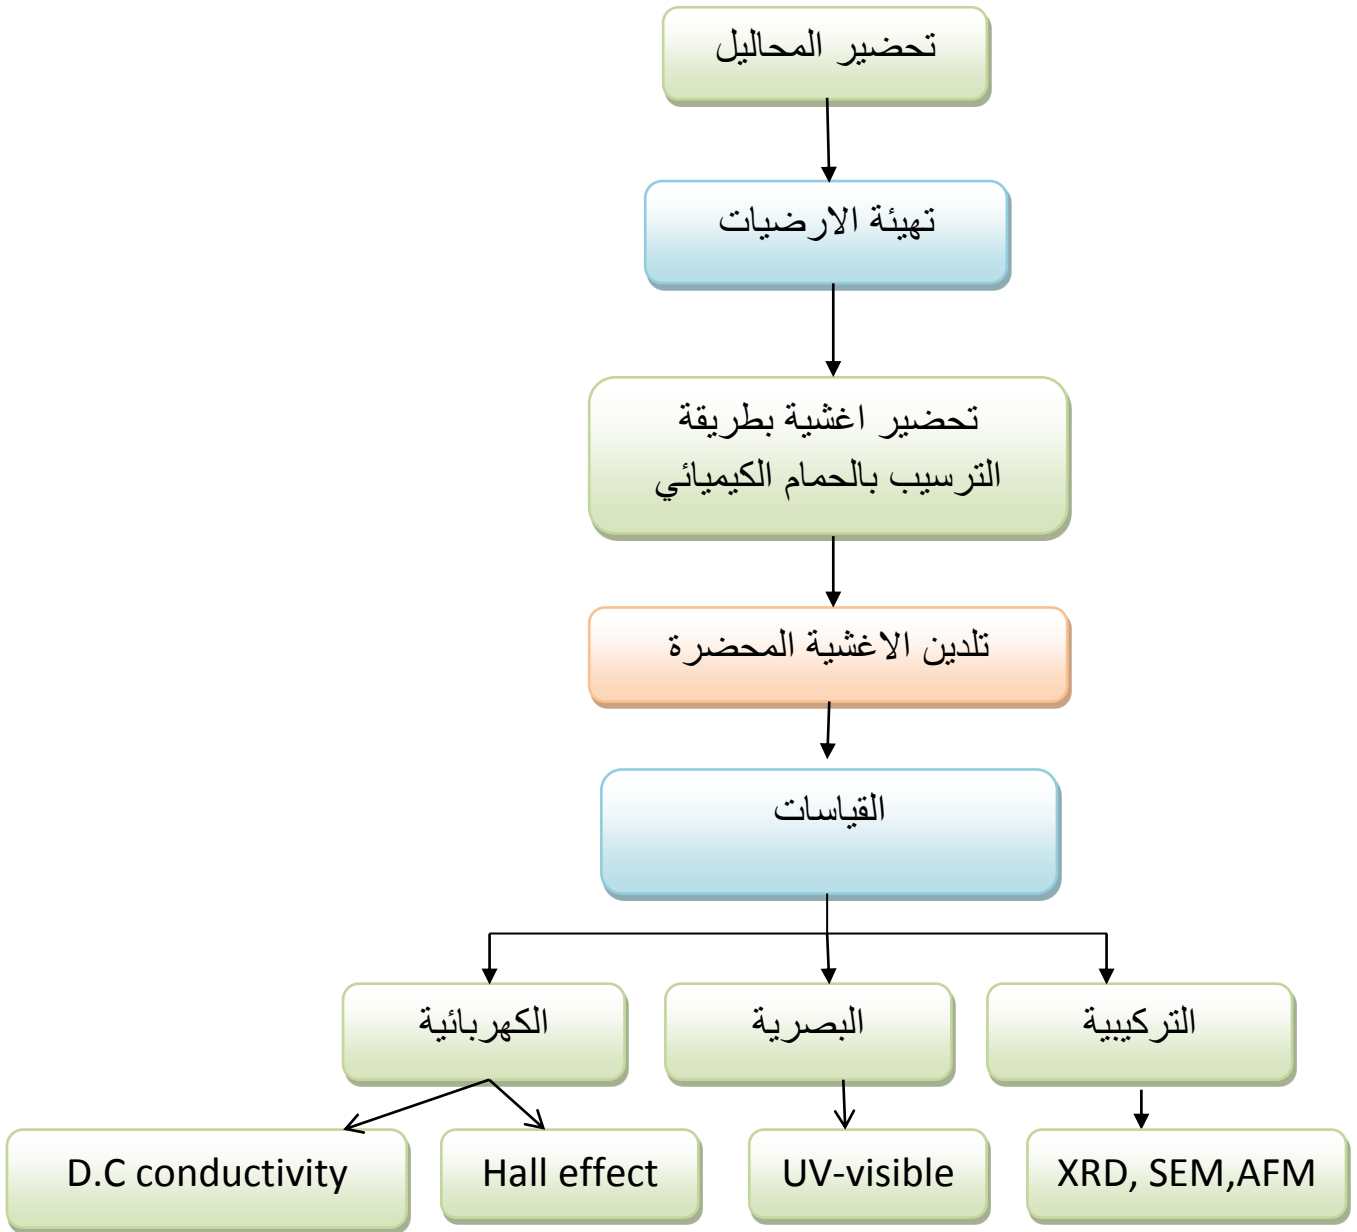 تحضير المحاليل
تهيئة الارضيات
تحضير اغشية بطريقة
الترسيب بالحمام الكيميائي
تلدين الاغشية المحضرة
القياسات
التركيبية
البصرية
الكهربائية
XRD, SEM,AFM
UV-visible
Hall effect
D.C conductivity